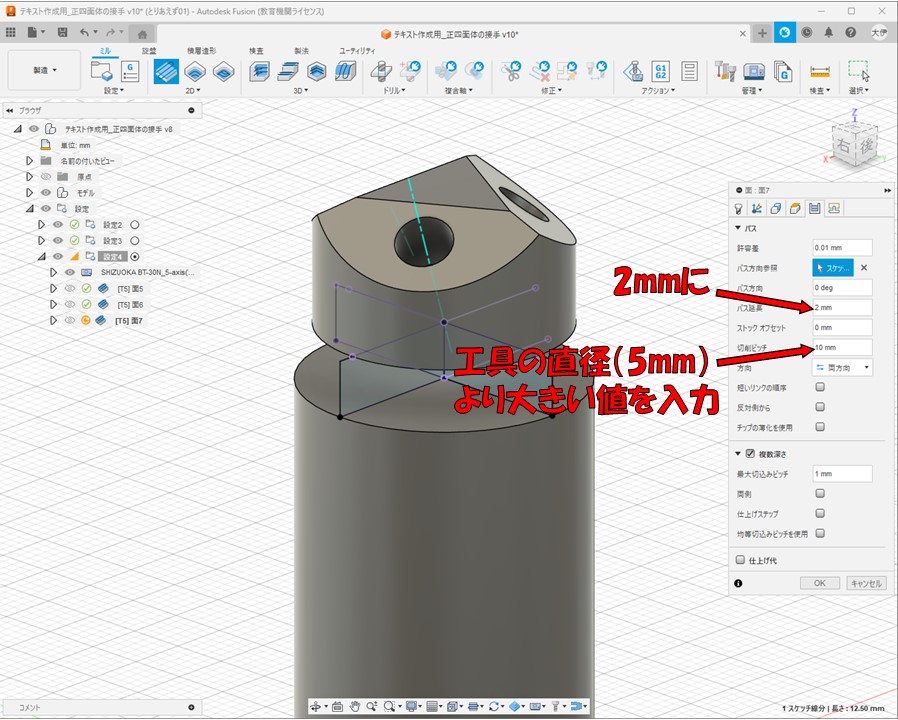 テキスト作成用_正四面体の接手 v10* (とりあえず01) - Autodesk Fusion (教育機関ライセンス)
テキスト作成用_正四面体の接手 v10*
大伊
製造
ミル
旋盤
積層造形
検査
製法
ユーティリティ
設定
2D
3D
ドリル
複合軸
修正
アクション
管理
検査
選択
G1
G2
ブラウザ
テキスト作成用_正四面体の接手 v8
単位: mm
名前の付いたビュー
原点
モデル
設定
設定2
設定3
設定4
SHIZUOKA BT-30N_5-axis(...
[T5] 面5
[T5] 面6
[T5] 面7
Z
X
Y
右
後
面 : 面7
パス
許容差 0.01 mm
パス方向参照 スケッ...
パス方向 0 deg
パス延長 2 mm
ストック オフセット 0 mm
切削ピッチ 10 mm
方向 両方向
短いリンクの順序
反対側から
チップの薄化を使用
複数深さ
最大切込みピッチ 1 mm
両側
仕上げステップ
均等切込みピッチを使用
仕上げ代
OK キャンセル
2mmに
工具の直径(5mm)
より大きい値を入力
コメント
1 スケッチ線分 | 長さ : 12.50 mm